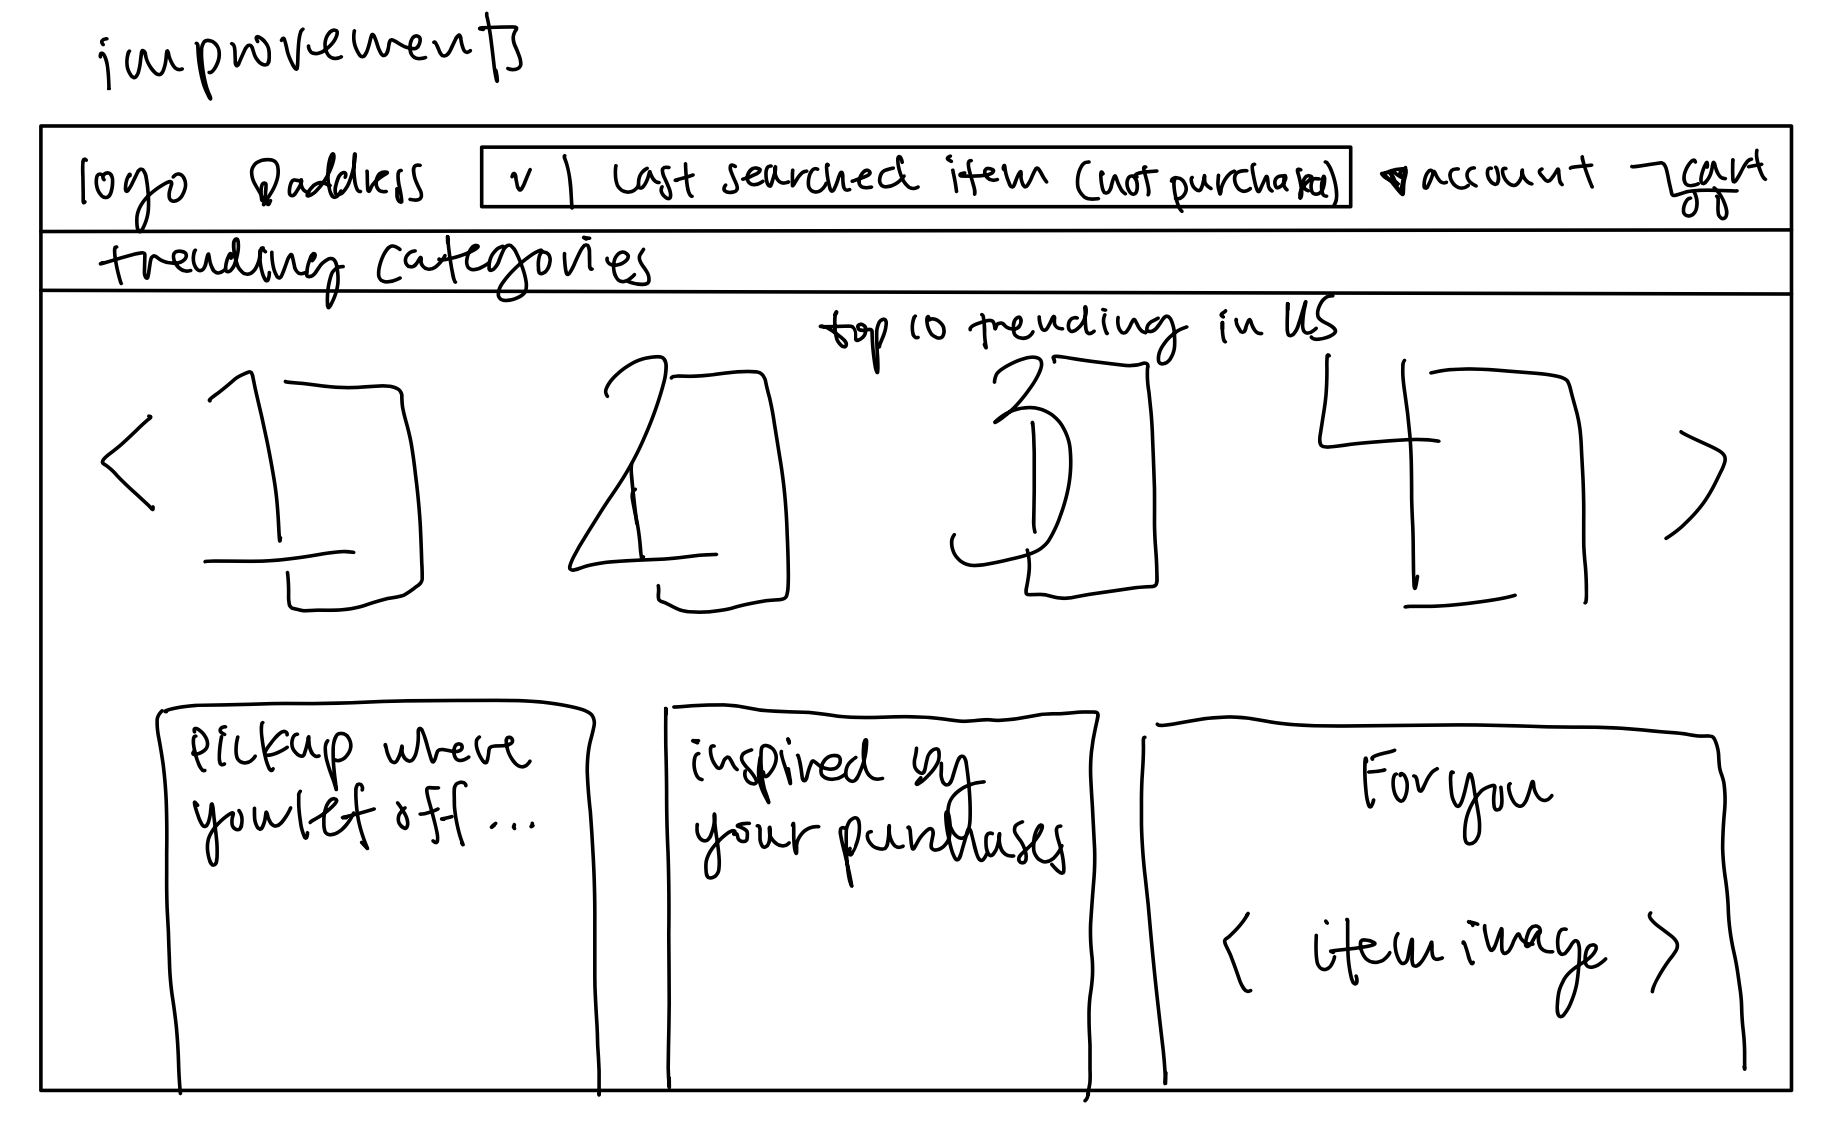 improvements
logo address v | Last searched item (not purchased) account cart
trending categories
top 10 trending in US
< 1 2 3 4 >
pickup where
you let off ...
inspired by
your purchases
For you
< item image >